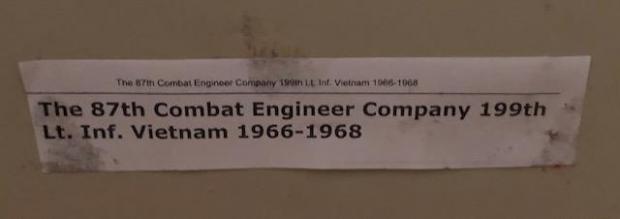 The 87th Combat Engineer Company 199th Lt. Inf. Vietnam 1966-1968
The 87th Combat Engineer Company 199th
Lt. Inf. Vietnam 1966-1968